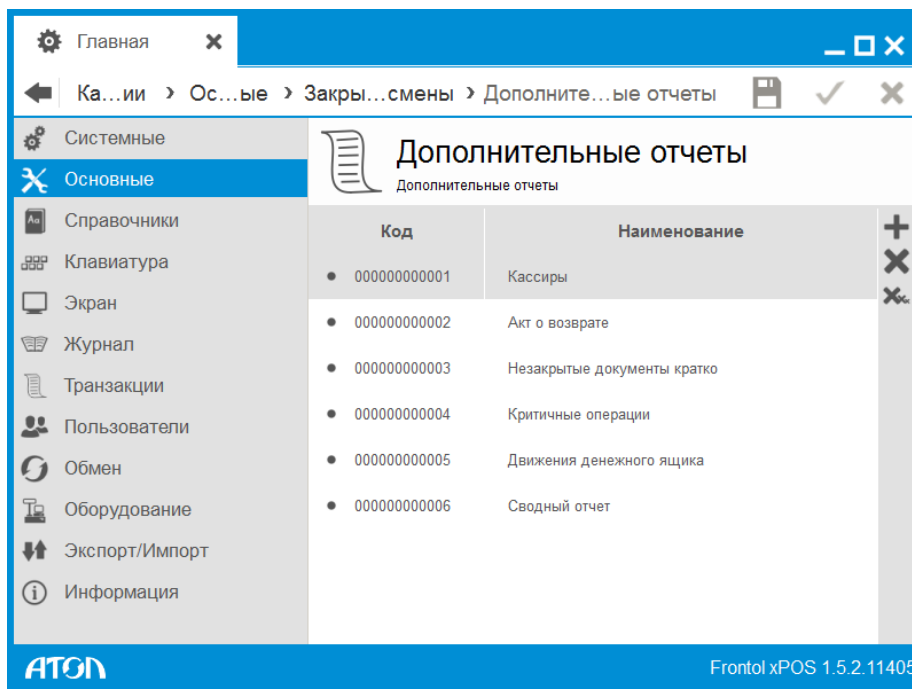 Главная
Ка...ии › Ос...ые › Закры...смены › Дополните...ые отчеты
Системные
Основные
Справочники
Клавиатура
Экран
Журнал
Транзакции
Пользователи
Обмен
Оборудование
Экспорт/Импорт
Информация
Дополнительные отчеты
Дополнительные отчеты
Код Наименование
000000000001 Кассиры
000000000002 Акт о возврате
000000000003 Незакрытые документы кратко
000000000004 Критичные операции
000000000005 Движения денежного ящика
000000000006 Сводный отчет
АТОЛ Frontol xPOS 1.5.2.11405